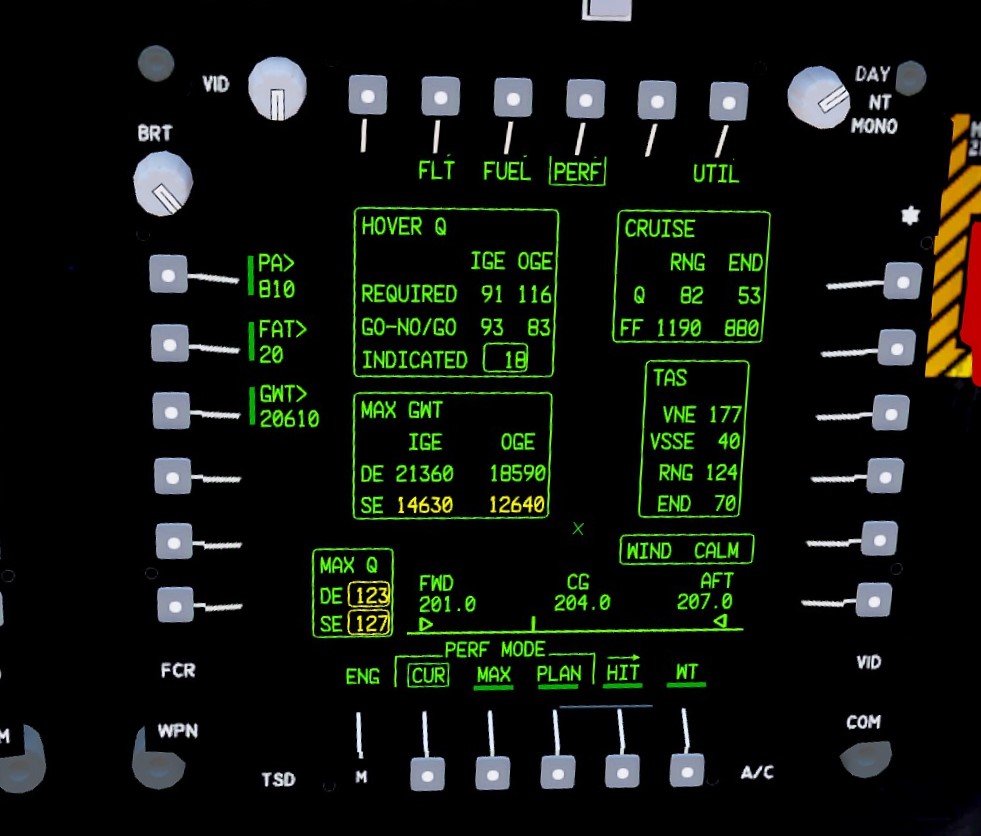 VID
DAY
NT
MONO
BRT
FLT FUEL PERF UTIL
PA>
810
FAT>
20
GWT>
20610
HOVER Q
IGE OGE
REQUIRED 91 116
GO-NO/GO 93 83
INDICATED 18
CRUISE
RNG END
Q 82 53
FF 1190 880
MAX GWT
IGE OGE
DE 21360 18590
SE 14630 12640
TAS
VNE 177
VSSE 40
RNG 124
END 70
WIND CALM
MAX Q
DE 123
SE 127
FWD CG AFT
201.0 204.0 207.0
PERF MODE
ENG CUR MAX PLAN HIT WT
FCR
VID
WPN
COM
TSD
M
A/C